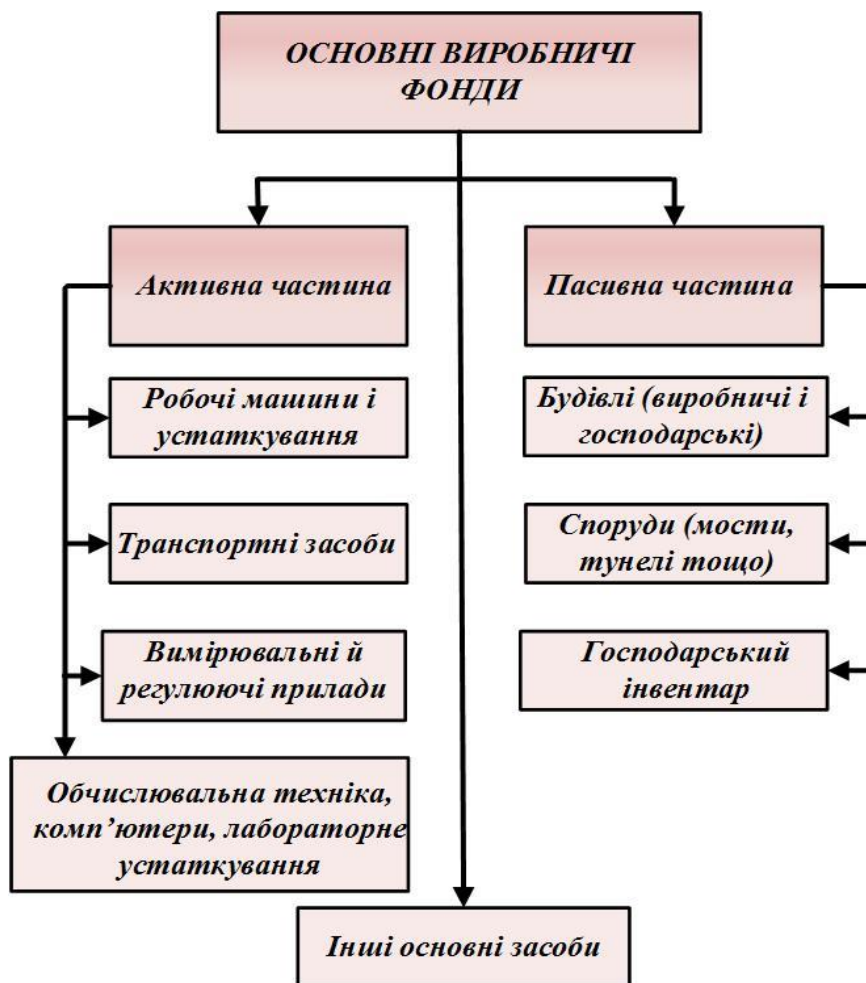 ОСНОВНІ ВИРОБНИЧІ
ФОНДИ
Активна частина
Пасивна частина
Робочі машини і
устаткування
Транспортні засоби
Вимірювальні й
регулюючі прилади
Обчислювальна техніка,
комп’ютери, лабораторне
устаткування
Будівлі (виробничі і
господарські)
Споруди (мости,
тунелі тощо)
Господарський
інвентар
Інші основні засоби